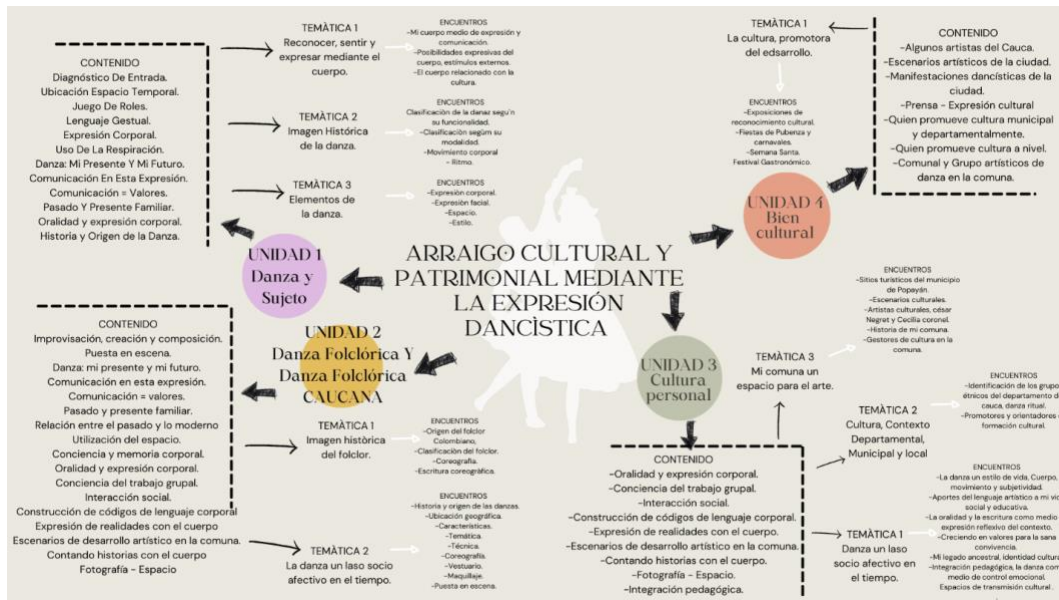 ARRAIGO CULTURAL Y
PATRIMONIAL MEDIANTE
LA EXPRESIÓN
DANCÌSTICA
UNIDAD 1
Danza y
Sujeto
CONTENIDO
Diagnóstico De Entrada.
Ubicación Espacio Temporal.
Juego De Roles.
Lenguaje Gestual.
Expresión Corporal.
Uso De La Respiración.
Danza: Mi Presente Y Mi Futuro.
Comunicación En Esta Expresión.
Comunicación = Valores.
Pasado Y Presente Familiar.
Oralidad y expresión corporal.
Historia y Origen de la Danza.
TEMÀTICA 1
Reconocer, sentir y
expresar mediante el
cuerpo.
ENCUENTROS
-Mi cuerpo medio de expresión y
comunicación.
-Posibilidades expresivas del
cuerpo, estímulos externos.
-El cuerpo relacionado con la
cultura.
TEMÁTICA 2
Imagen Histórica
de la danza.
ENCUENTROS
Clasificación de la danaz segu'n
su funcionalidad.
-Clasificación segùm su
modalidad.
-Movimiento corporal
- Ritmo.
TEMÁTICA 3
Elementos de
la danza.
ENCUENTROS
-Expresión corporal.
-Expresión facial.
-Espacio.
-Estilo.
UNIDAD 2
Danza Folclórica Y
Danza Folclórica
CAUCANA
CONTENIDO
Improvisación, creación y composición.
Puesta en escena.
Danza: mi presente y mi futuro.
Comunicación en esta expresión.
Comunicación = valores.
Pasado y presente familiar.
Relación entre el pasado y lo moderno
Utilización del espacio.
Conciencia y memoria corporal.
Oralidad y expresión corporal.
Conciencia del trabajo grupal.
Interacción social.
Construcción de códigos de lenguaje corporal
Expresión de realidades con el cuerpo
Escenarios de desarrollo artístico en la comuna.
Contando historias con el cuerpo
Fotografía - Espacio
TEMÀTICA 1
Imagen històrica
del folclor.
ENCUENTROS
-Origen del folclor
Colombiano,
-Clasificación del folclor.
-Coreografía.
-Escritura coreográfica.
TEMÀTICA 2
La danza un laso socio
afectivo en el tiempo.
ENCUENTROS
-Historia y origen de las danzas.
-Ubicación geográfica.
-Características.
-Temática.
-Técnica.
-Coreografía.
-Vestuario.
-Maquillaje.
-Puesta en escena.
UNIDAD 3
Cultura
personal
CONTENIDO
-Oralidad y expresión corporal.
-Conciencia del trabajo grupal.
-Interacción social.
-Construcción de códigos de lenguaje corporal.
-Expresión de realidades con el cuerpo.
-Escenarios de desarrollo artístico en la comuna.
-Contando historias con el cuerpo.
-Fotografía - Espacio.
-Integración pedagógica.
TEMÀTICA 3
Mi comuna un
espacio para el arte.
ENCUENTROS
-Sitios turísticos del municipio
de Popayán.
-Escenarios culturales.
-Artistas culturales, césar
Negret y Cecilia coronel.
-Historia de mi comuna.
-Gestores de cultura en la
comuna.
TEMÀTICA 2
Cultura, Contexto
Departamental,
Municipal y local
ENCUENTROS
-Identificación de los grupo
étnicos del departamento d
cauca, danza ritual.
-Promotores y orientadores d
formación cultural.
TEMÀTICA 1
Danza un laso
socio afectivo en
el tiempo.
ENCUENTROS
-La danza un estilo de vida, Cuerpo,
movimiento y subjetividad.
-Aportes del lenguaje artístico a mi vid
social y educativa.
-La oralidad y la escritura como medio
expresión reflexivo del contexto.
-Creciendo en valores para la sana
convivencia.
-Mi legado ancestral, identidad cultura
-Integración pedagógica, la danza com
medio de control emocional.
Espacios de transmisión cultural.
UNIDAD 4
Bien
cultural
TEMÀTICA 1
La cultura, promotora
del edsarrollo.
ENCUENTROS
-Exposiciones de
reconocimiento cultural.
-Fiestas de Pubenza y
carnavales.
-Semana Santa.
Festival Gastronómico.
CONTENIDO
-Algunos artistas del Cauca.
-Escenarios artísticos de la ciudad.
-Manifestaciones dancísticas de la
ciudad.
-Prensa - Expresión cultural
-Quien promueve cultura municipal
y departamentalmente.
-Quien promueve cultura a nivel.
-Comunal y Grupo artísticos de
danza en la comuna.